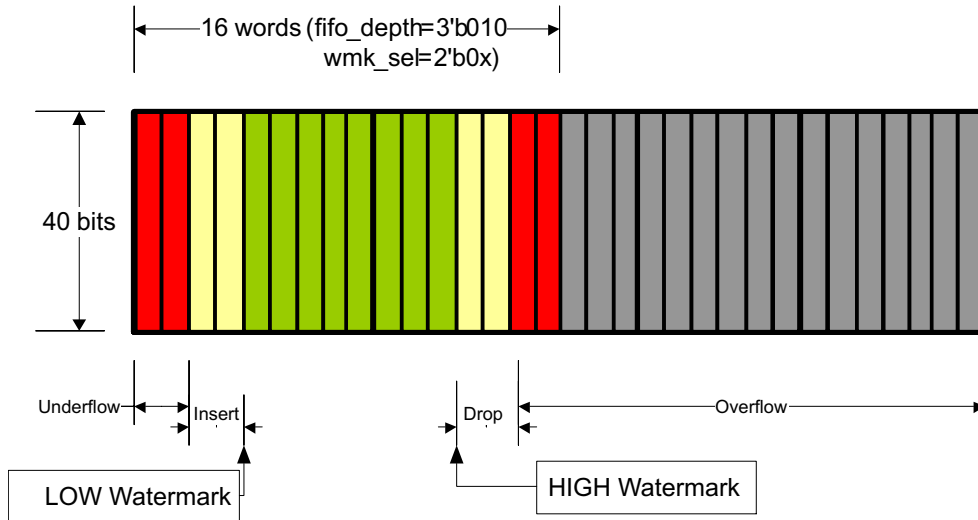 16 words (fifo_depth=3'b010
wmk_sel=2'b0x)
40 bits
Underflow
Insert
Drop
Overflow
LOW Watermark
HIGH Watermark